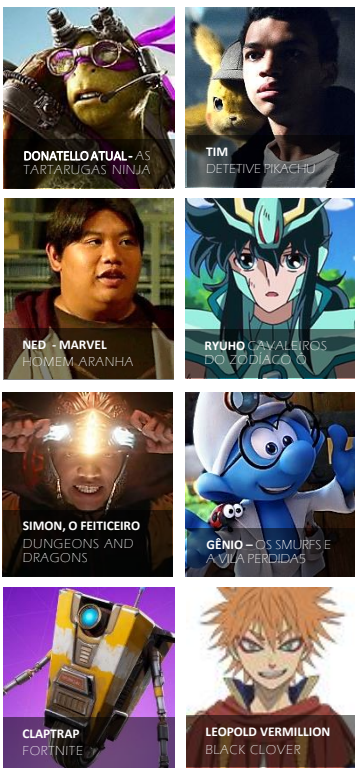 DONATELLO ATUAL - AS
TARTARUGAS NINJA
TIM
DETETIVE PIKACHU
NED - MARVEL
HOMEM ARANHA
RYUHO CAVALEIROS
DO ZODÍACO Ô
SIMON, O FEITICEIRO
DUNGEONS AND
DRAGONS
GÊNIO – OS SMURFS E
A VILA PERDIDAS
CLAPTRAP
FORTNITE
LEOPOLD VERMILLION
BLACK CLOVER